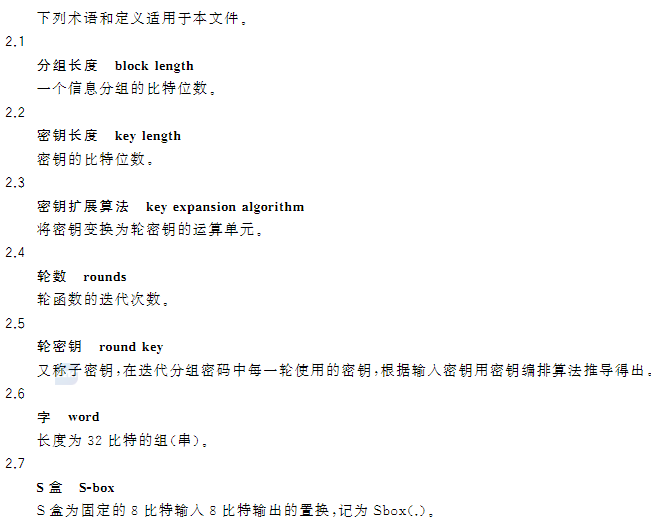 下列术语和定义适用于本文件。
2.1
分组长度 block length
一个信息分组的比特位数。
2.2
密钥长度 key length
密钥的比特位数。
2.3
密钥扩展算法 key expansion algorithm
将密钥变换为轮密钥的运算单元。
2.4
轮数 rounds
轮函数的迭代次数。
2.5
轮密钥 round key
又称子密钥,在迭代分组密码中每一轮使用的密钥,根据输入密钥用密钥编排算法推导得出。
2.6
字 word
长度为 32 比特的组(串)。
2.7
S 盒 S-box
S 盒为固定的 8 比特输入 8 比特输出的置换,记为 Sbox(.)。